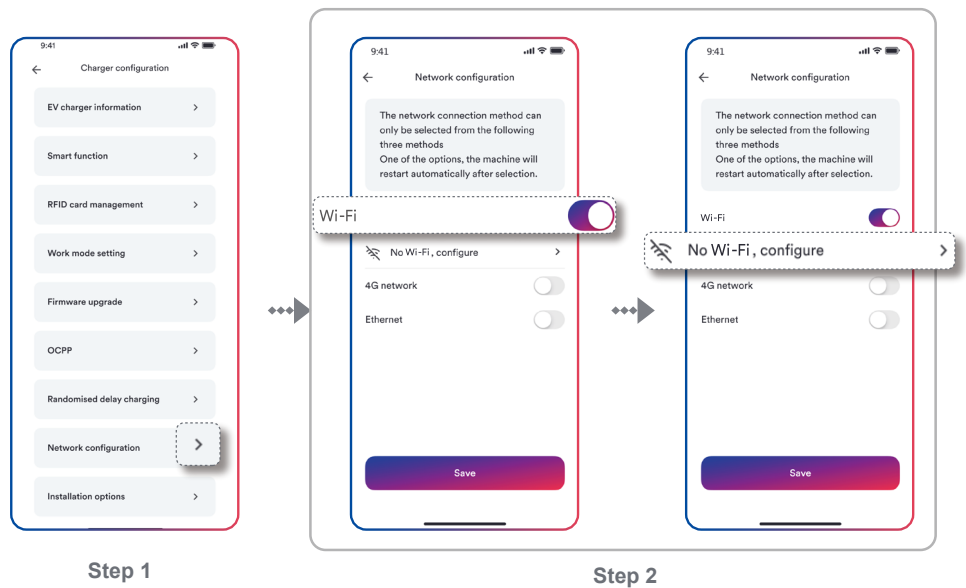 9:41
Charger configuration
EV charger information
Smart function
RFID card management
Work mode setting
Firmware upgrade
OCPP
Randomised delay charging
Network configuration
Installation options
Step 1
9:41
Network configuration
The network connection method can
only be selected from the following
three methods
One of the options, the machine will
restart automatically after selection.
Wi-Fi
No Wi-Fi , configure
4G network
Ethernet
Save
9:41
Network configuration
The network connection method can
only be selected from the following
three methods
One of the options, the machine will
restart automatically after selection.
Wi-Fi
No Wi-Fi , configure
4G network
Ethernet
Save
Step 2